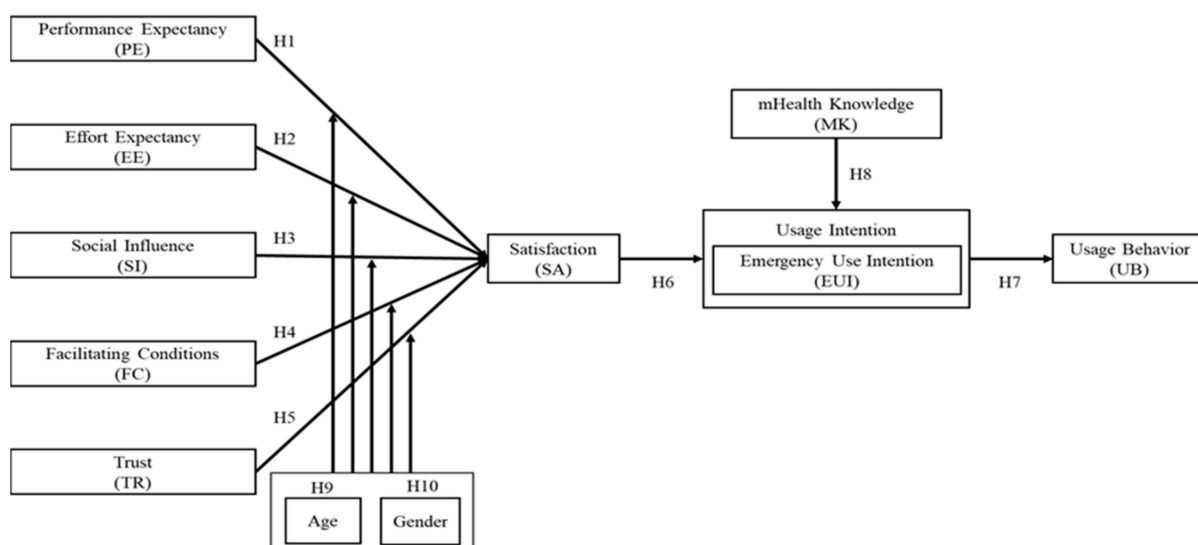 Performance Expectancy
(PE)
H1
Effort Expectancy
(EE)
H2
Social Influence
(SI)
H3
Facilitating Conditions
(FC)
H4
Trust
(TR)
H5
H9
Age
H10
Gender
Satisfaction
(SA)
H6
mHealth Knowledge
(MK)
H8
Usage Intention
Emergency Use Intention
(EUI)
H7
Usage Behavior
(UB)